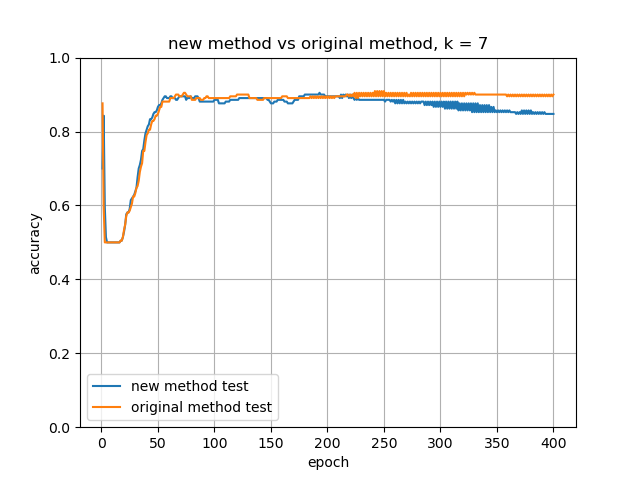 new method vs original method, k = 7
1.0
0.8
0.6
0.4
0.2
0.0
accuracy
new method test
original method test
0 50 100 150 200 250 300 350 400
epoch